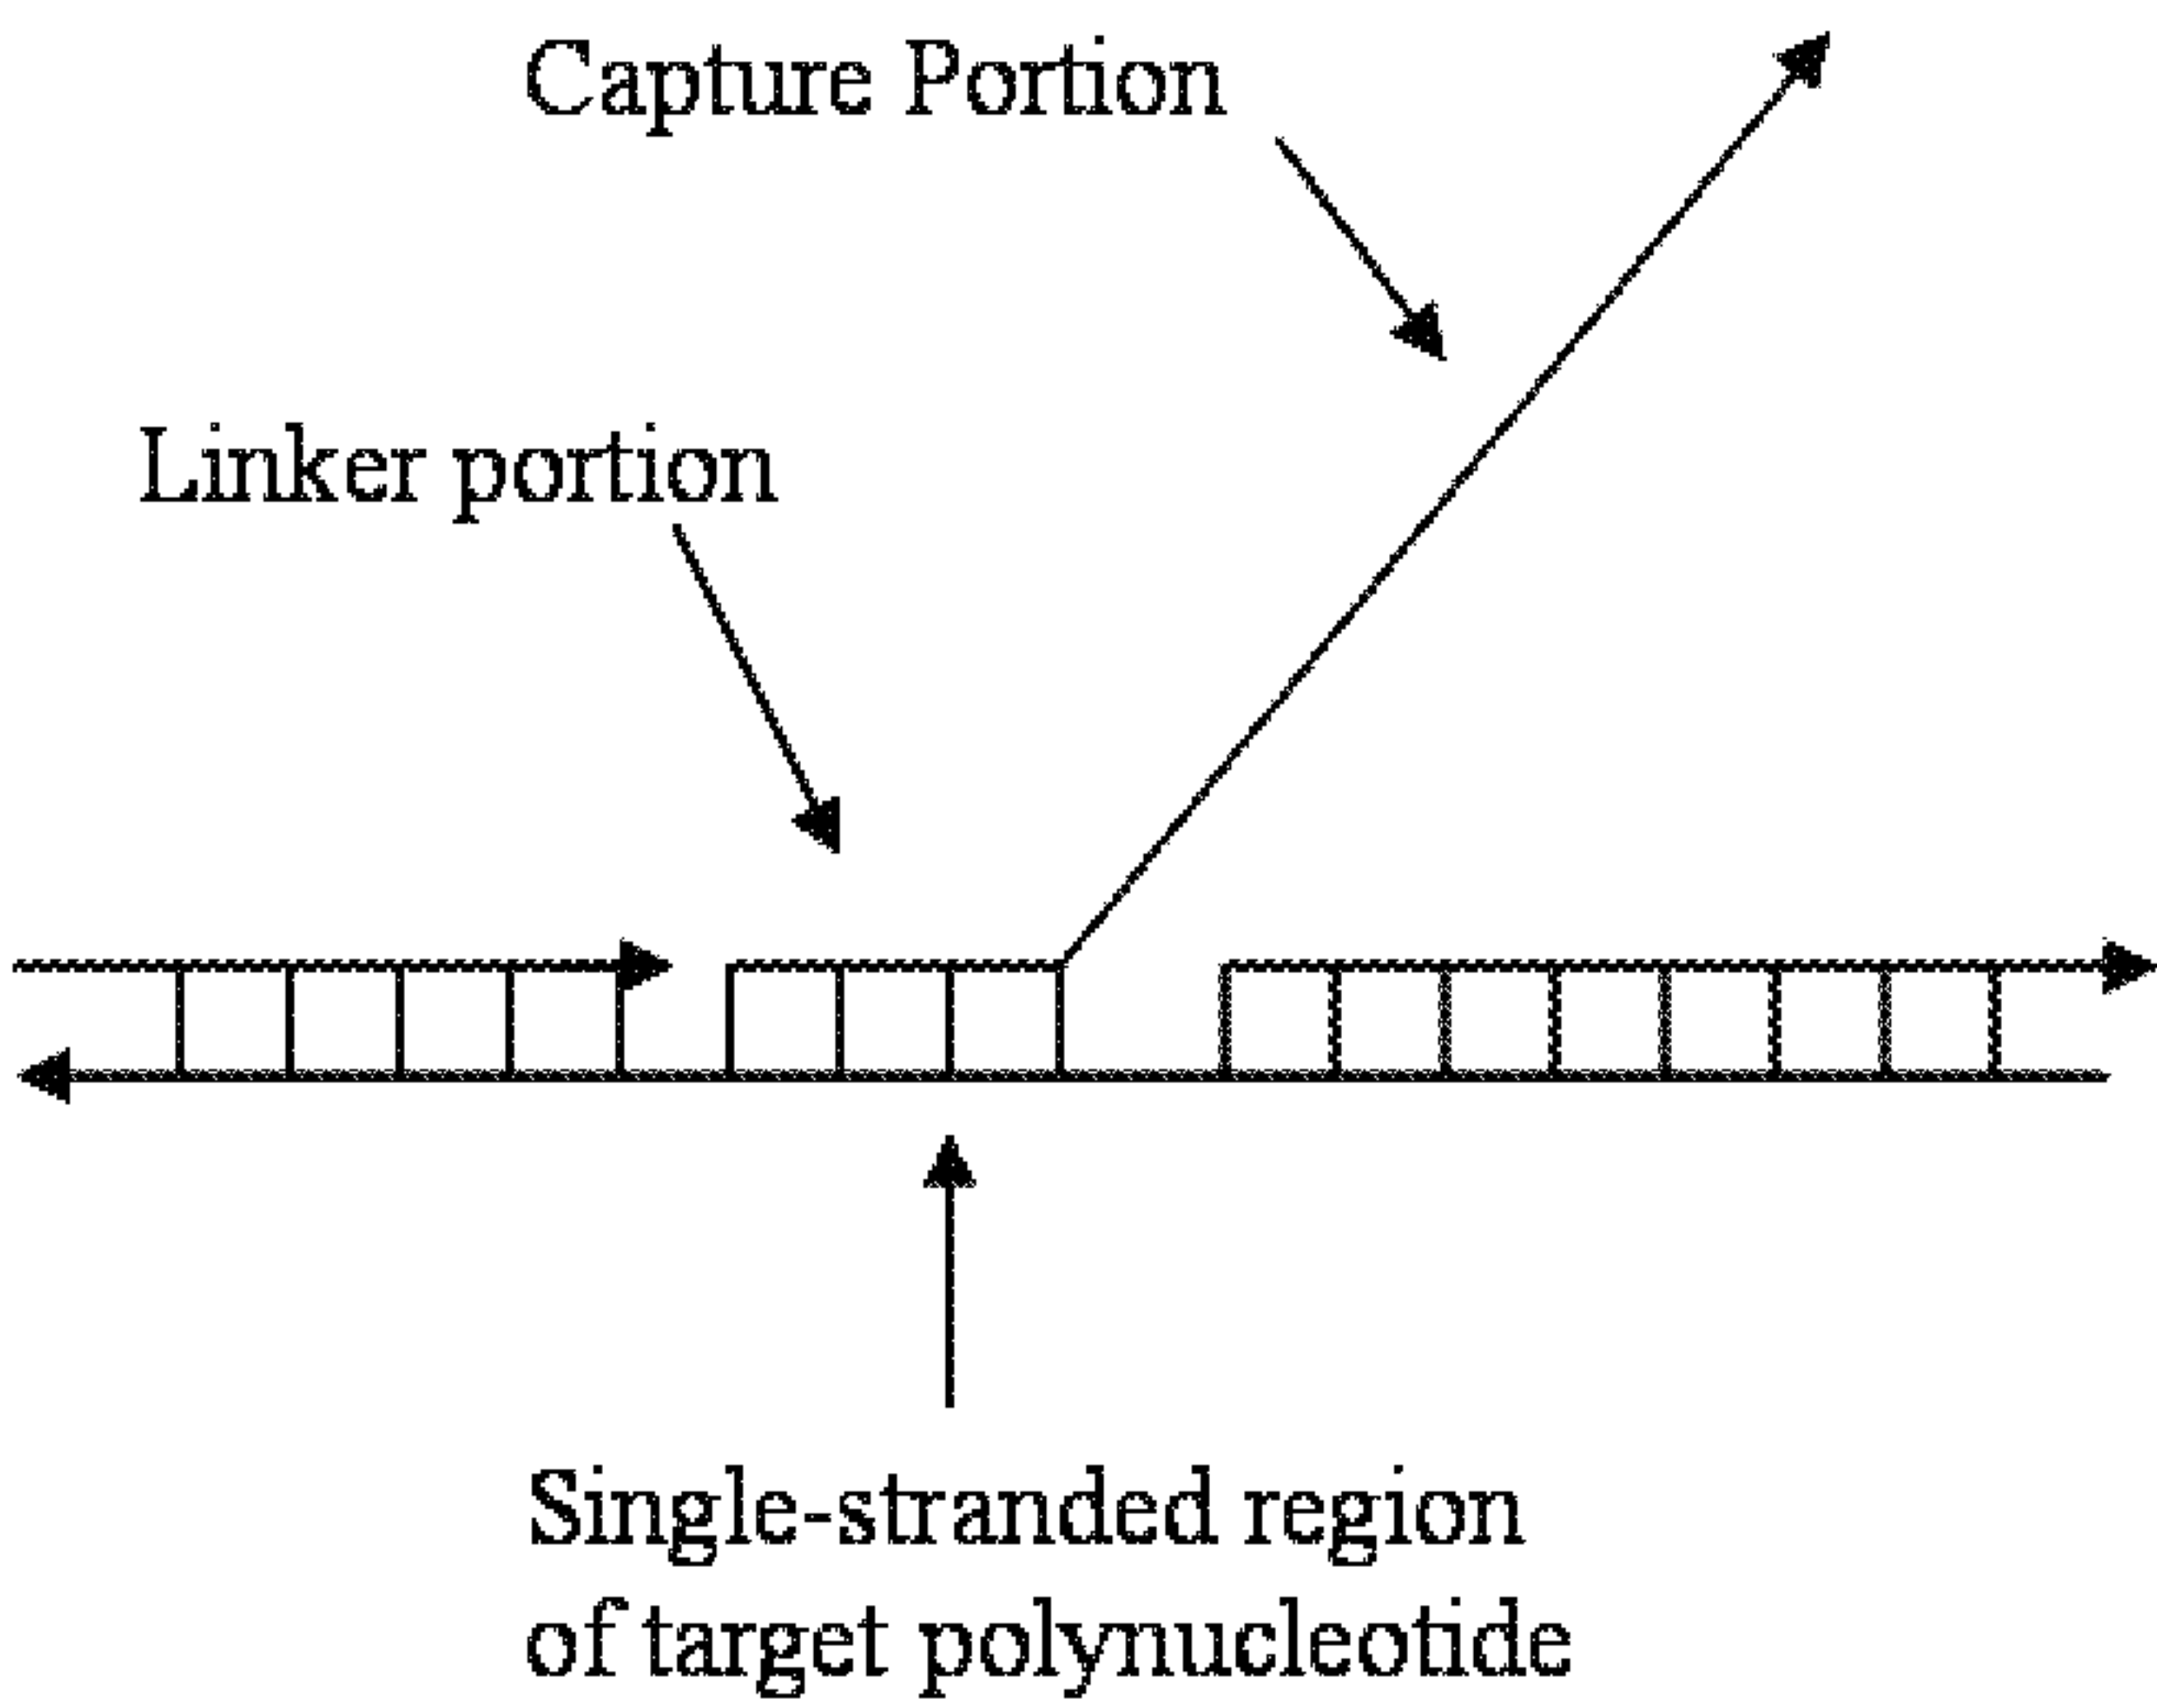 Capture Portion
Linker portion
Single-stranded region
of target polynucleotide